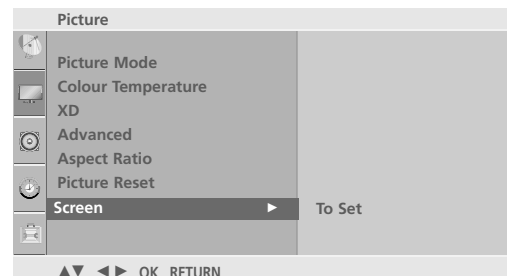 Picture
Picture Mode
Colour Temperature
XD
Advanced
Aspect Ratio
Picture Reset
Screen ► To Set
▲▼ ◄ ► OK RETURN